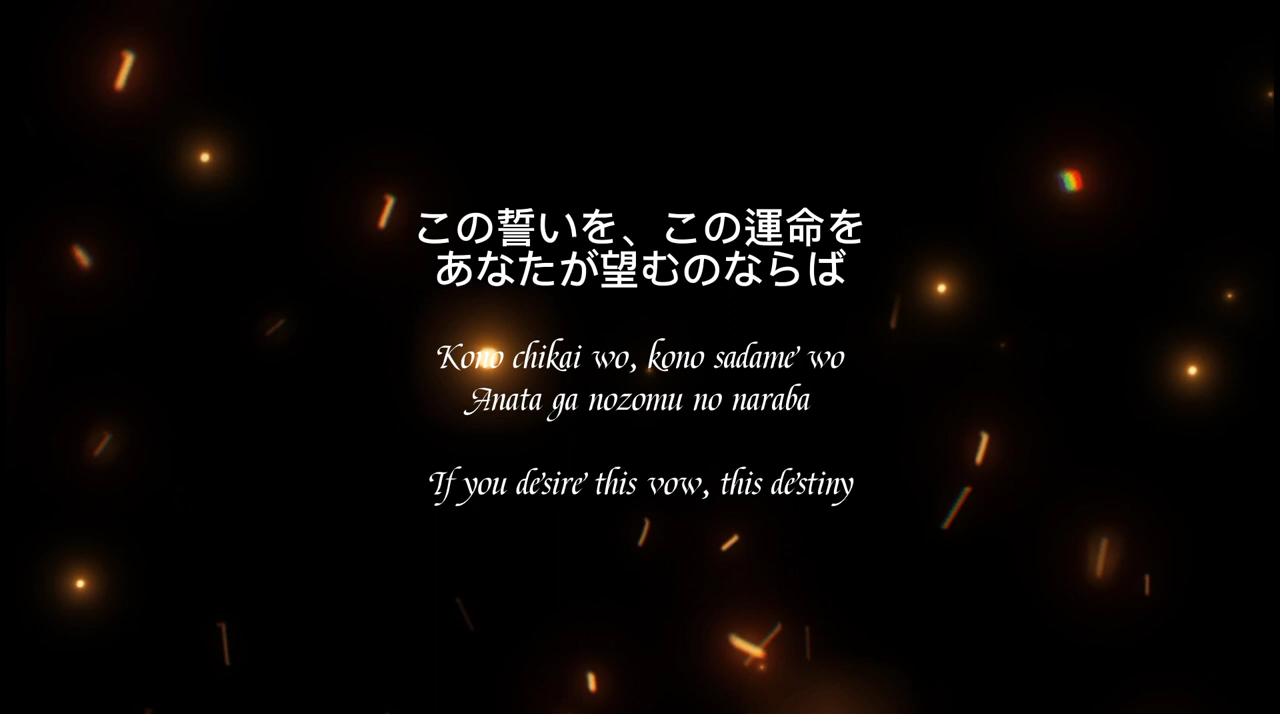 この誓いを、この運命を
あなたが望むのならば
Kono chikai wo, kono sadame wo
Anata ga nozomu no naraba
If you desire this vow, this destiny